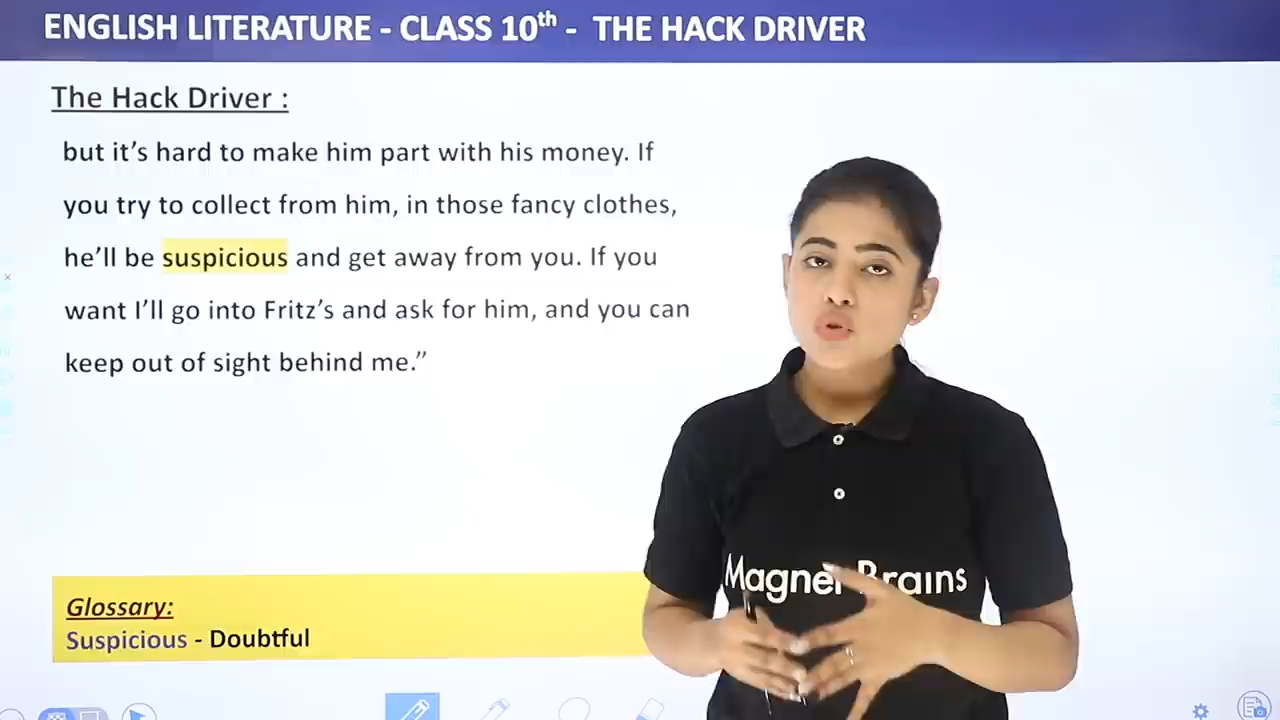 ENGLISH LITERATURE - CLASS 10th - THE HACK DRIVER
The Hack Driver :
but it's hard to make him part with his money. If
you try to collect from him, in those fancy clothes,
he'll be suspicious and get away from you. If you
want I'll go into Fritz's and ask for him, and you can
keep out of sight behind me.”
Magnet Brains
Glossary:
Suspicious - Doubtful